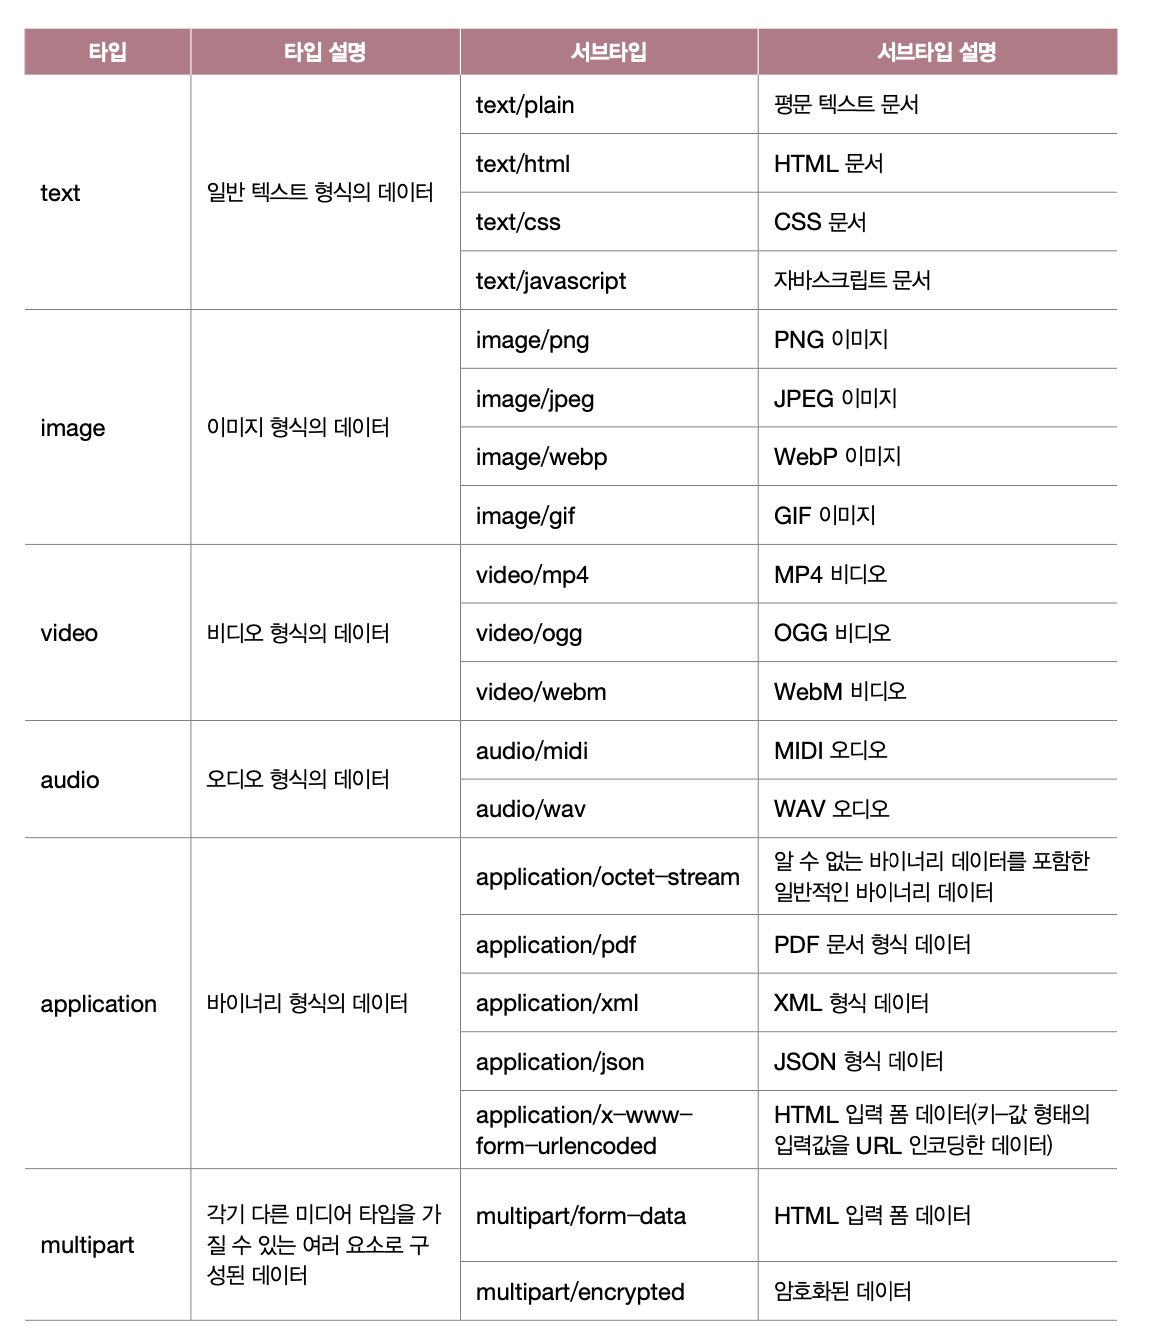 타입 타입 설명 서브타입 서브타입 설명
text 일반 텍스트 형식의 데이터
text/plain 평문 텍스트 문서
text/html HTML 문서
text/css CSS 문서
text/javascript 자바스크립트 문서
image 이미지 형식의 데이터
image/png PNG 이미지
image/jpeg JPEG 이미지
image/webp WebP 이미지
image/gif GIF 이미지
video 비디오 형식의 데이터
video/mp4 MP4 비디오
video/ogg OGG 비디오
video/webm WebM 비디오
audio 오디오 형식의 데이터
audio/midi MIDI 오디오
audio/wav WAV 오디오
application 바이너리 형식의 데이터
application/octet-stream
알 수 없는 바이너리 데이터를 포함한
일반적인 바이너리 데이터
application/pdf PDF 문서 형식 데이터
application/xml XML 형식 데이터
application/json JSON 형식 데이터
application/x-www-
form-urlencoded
HTML 입력 폼 데이터(키-값 형태의
입력값을 URL 인코딩한 데이터)
multipart
각기 다른 미디어 타입을 가
질 수 있는 여러 요소로 구
성된 데이터
multipart/form-data HTML 입력 폼 데이터
multipart/encrypted 암호화된 데이터